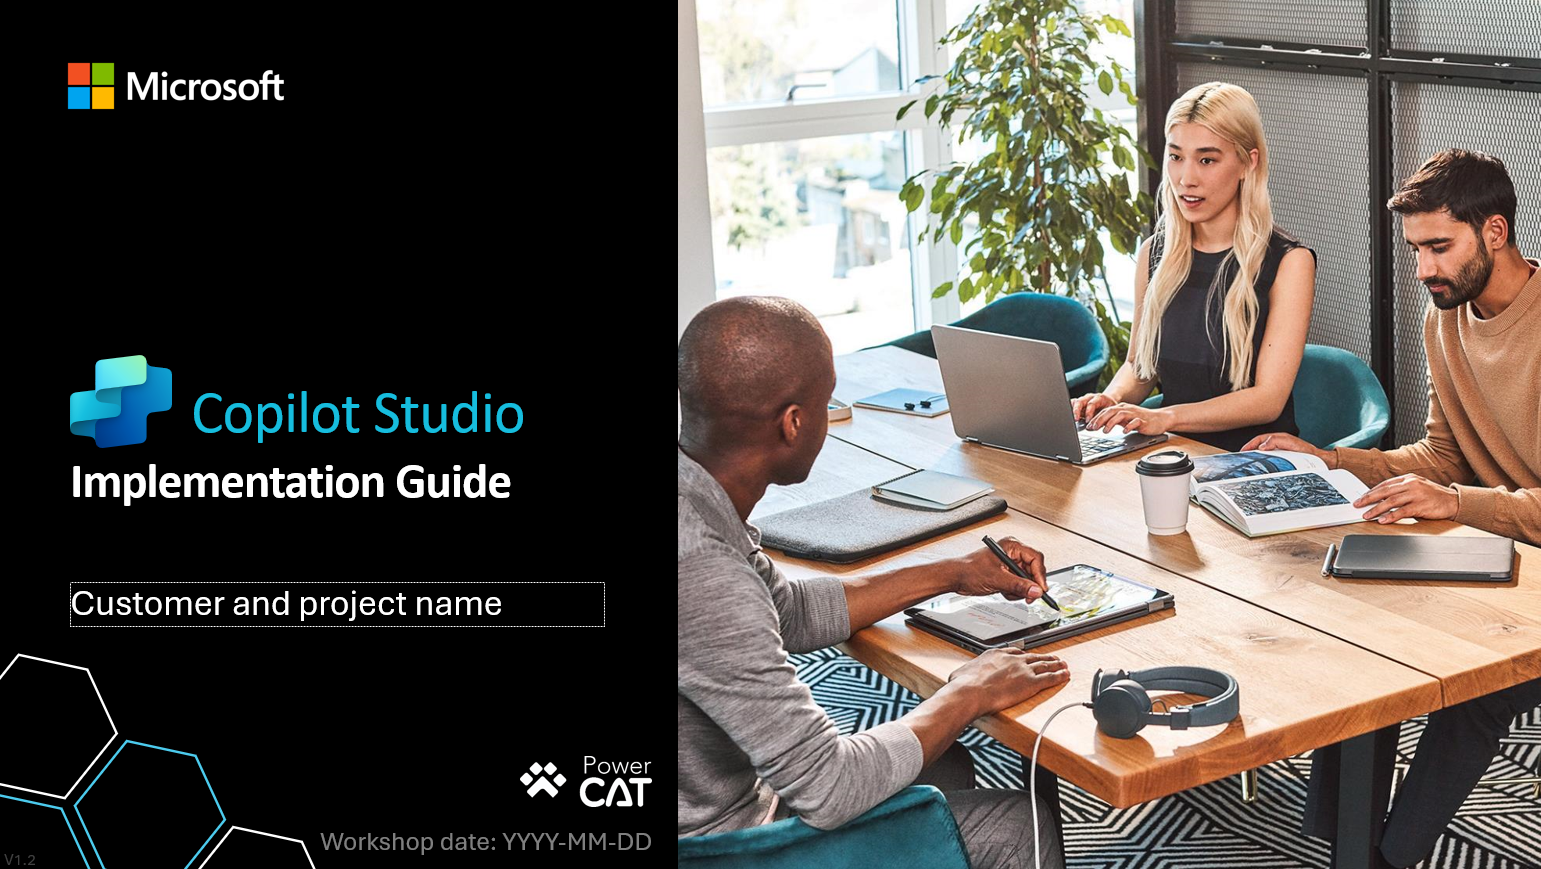 Microsoft
Copilot Studio
Implementation Guide
Customer and project name
Power
CAT
Workshop date: YYYY-MM-DD
V1.2